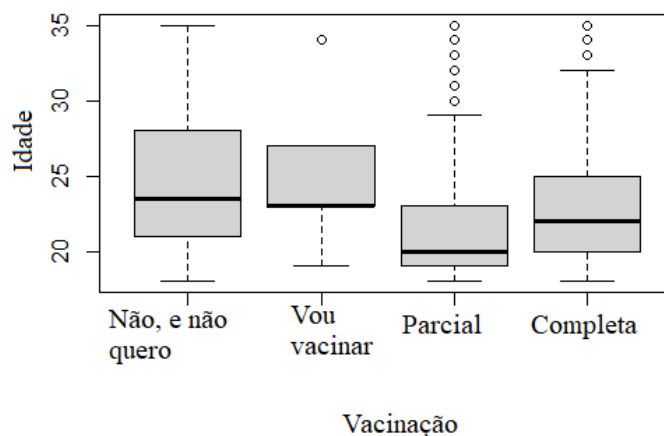 Idade
35
30
25
20
Não, e não
quero
Vou
vacinar
Parcial
Completa
Vacinação